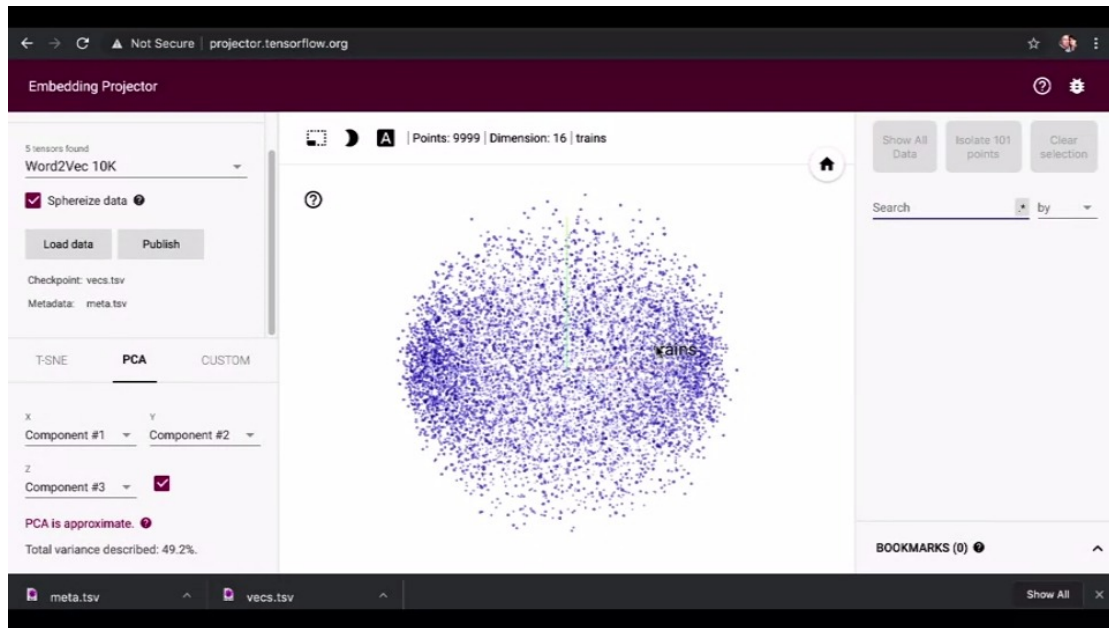 Not Secure | projector.tensorflow.org
Embedding Projector
5 tensors found
Word2Vec 10K
Sphereize data
Load data
Publish
Checkpoint: vecs.tsv
Metadata: meta.tsv
T-SNE
PCA
CUSTOM
X
Y
Component #1
Component #2
Z
Component #3
PCA is approximate.
Total variance described: 49.2%.
A
| Points: 9999 | Dimension: 16 | trains
Show All Data
Isolate 101 points
Clear selection
Search
.*
by
BOOKMARKS (0)
meta.tsv
vecs.tsv
Show All